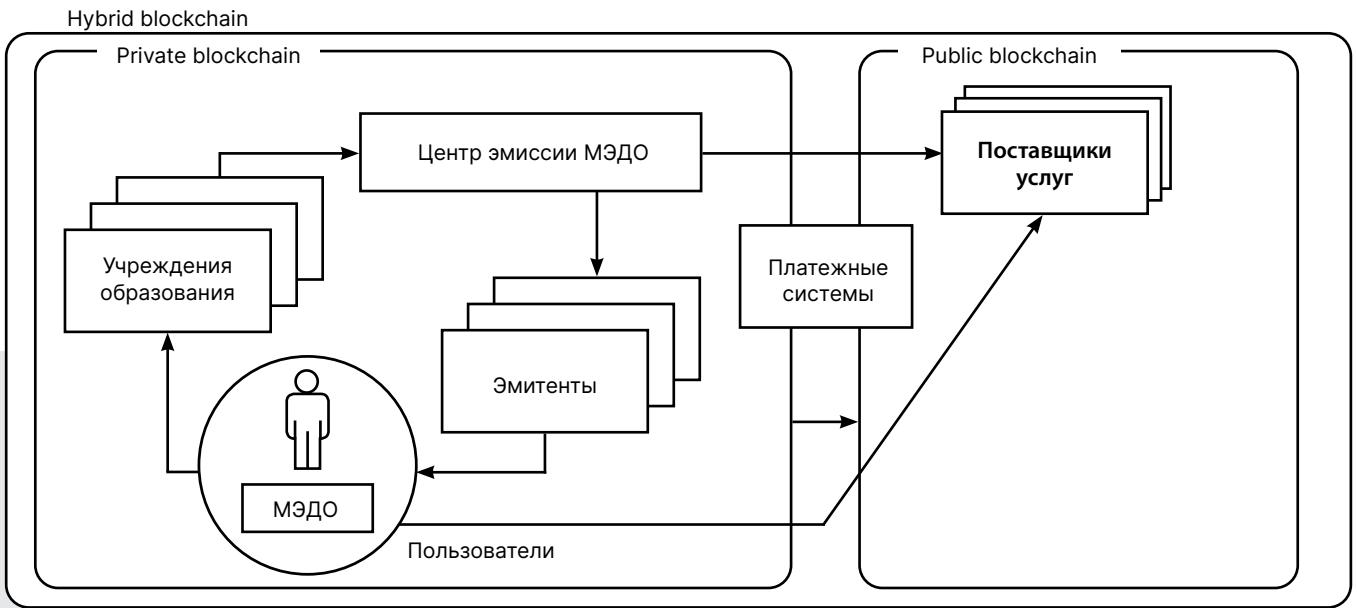 Hybrid blockchain
Private blockchain
Public blockchain
Центр эмиссии МЭДО
Поставщики
услуг
Учреждения
образования
Платежные
системы
Эмитенты
МЭДО
Пользователи